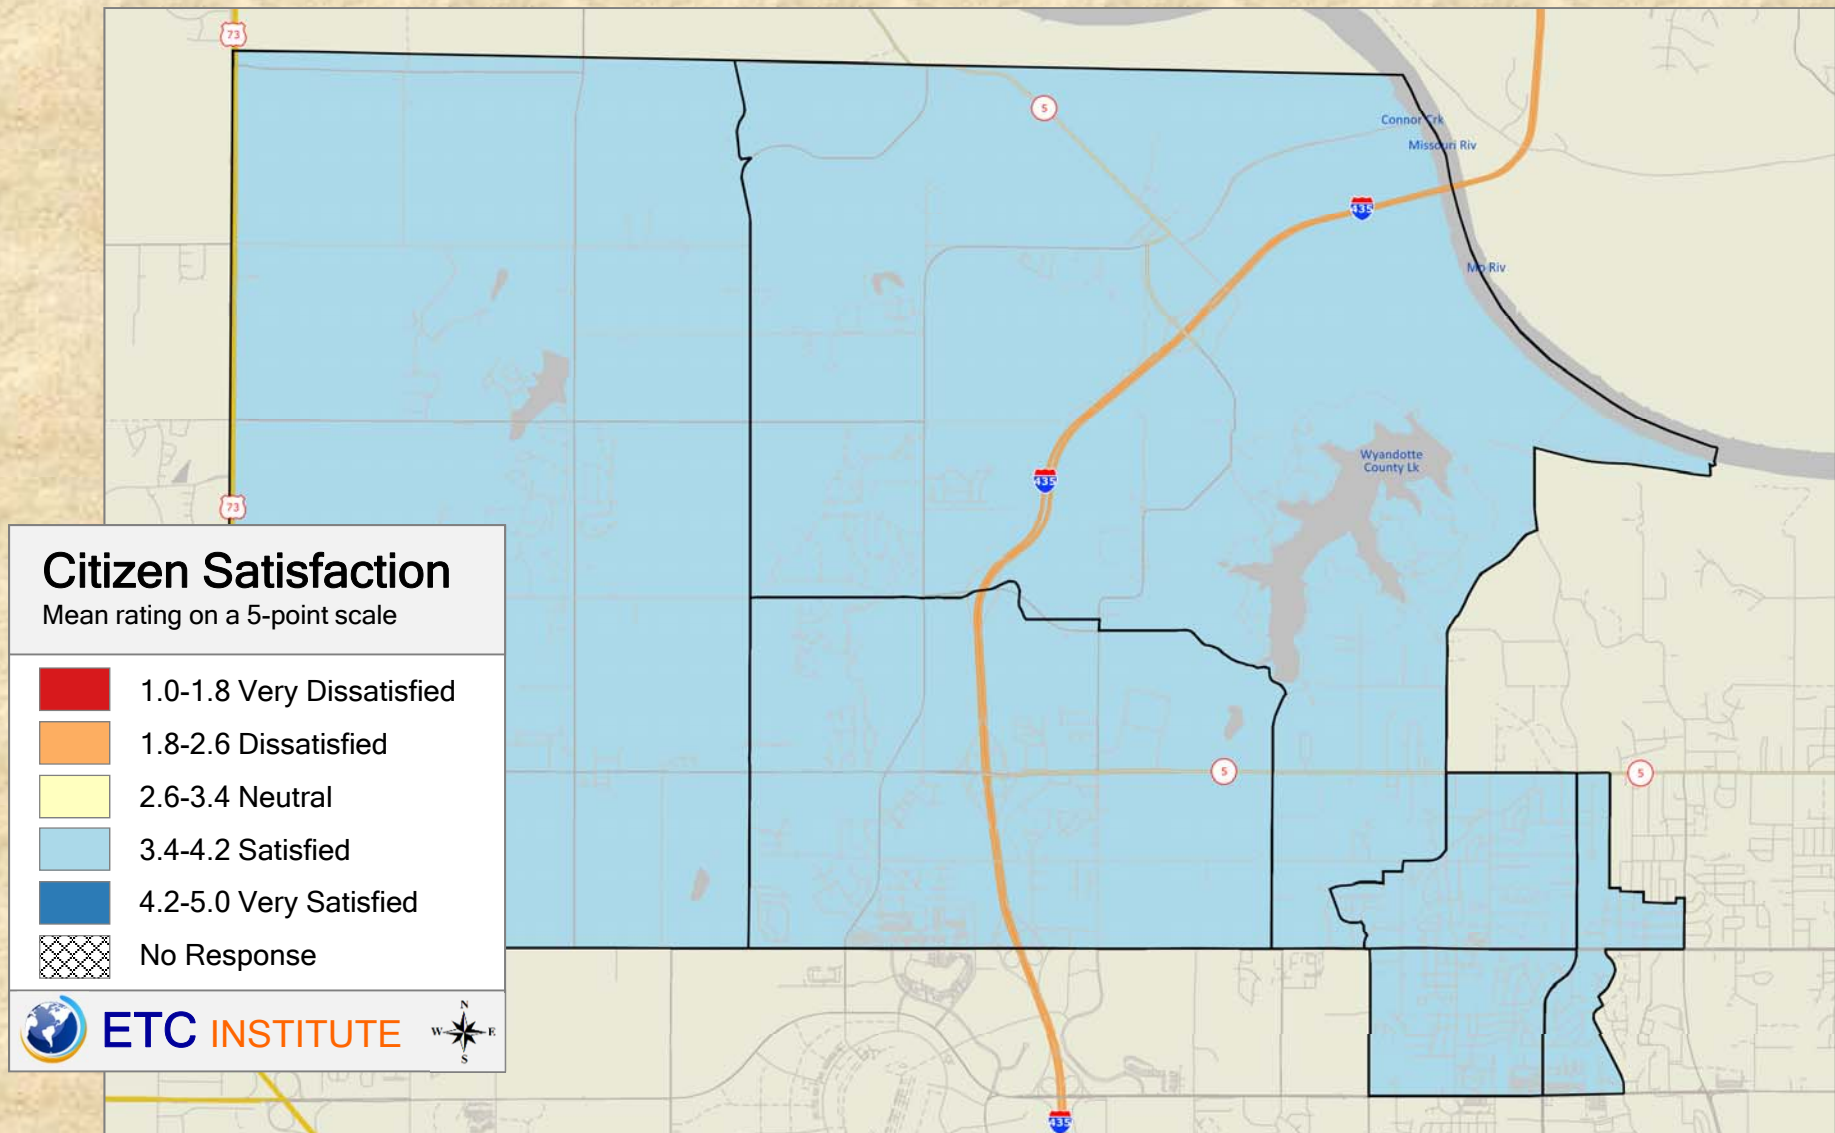 73
5
Connor Crk
Missouri Riv
435
Mo Riv
Wyandotte
County Lk
435
73
Citizen Satisfaction
Mean rating on a 5-point scale
1.0-1.8 Very Dissatisfied
1.8-2.6 Dissatisfied
2.6-3.4 Neutral
3.4-4.2 Satisfied
4.2-5.0 Very Satisfied
No Response
ETC INSTITUTE
N
W E
S
5
5
435